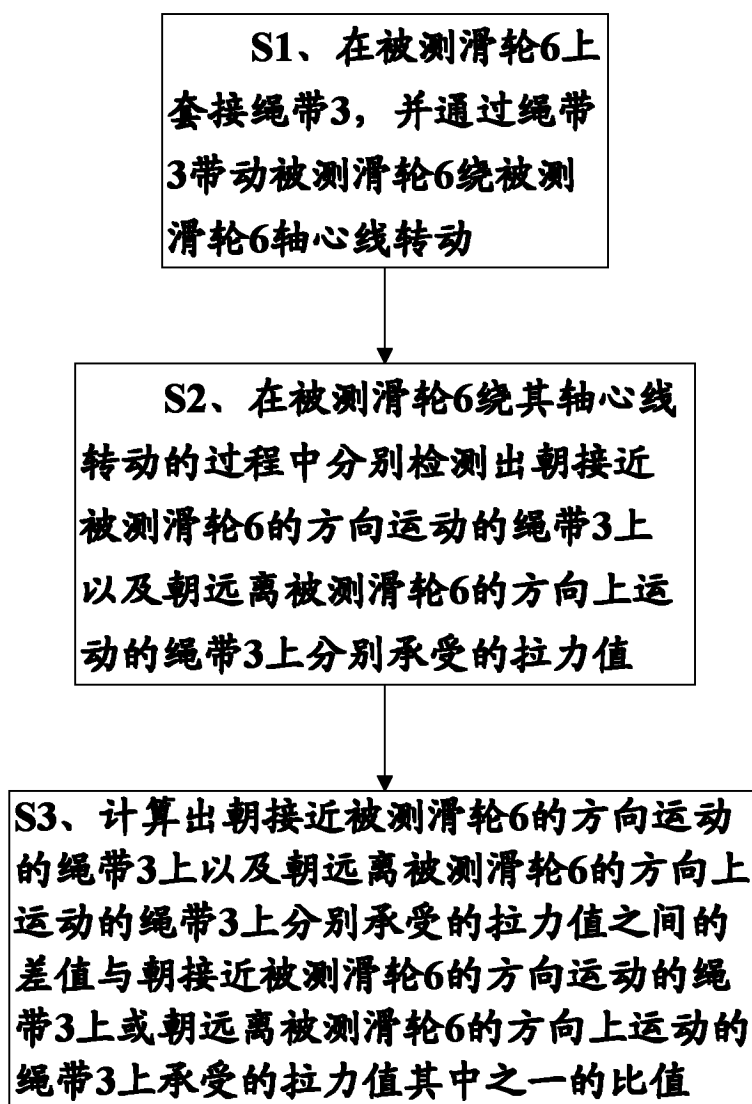 S1、在被测滑轮6上
套接绳带3，并通过绳带
3带动被测滑轮6绕被测
滑轮6轴心线转动
S2、在被测滑轮6绕其轴心线
转动的过程中分别检测出朝接近
被测滑轮6的方向运动的绳带3上
以及朝远离被测滑轮6的方向上运
动的绳带3上分别承受的拉力值
S3、计算出朝接近被测滑轮6的方向运动
的绳带3上以及朝远离被测滑轮6的方向上
运动的绳带3上分别承受的拉力值之间的
差值与朝接近被测滑轮6的方向运动的绳
带3上或朝远离被测滑轮6的方向上运动的
绳带3上承受的拉力值其中之一的比值